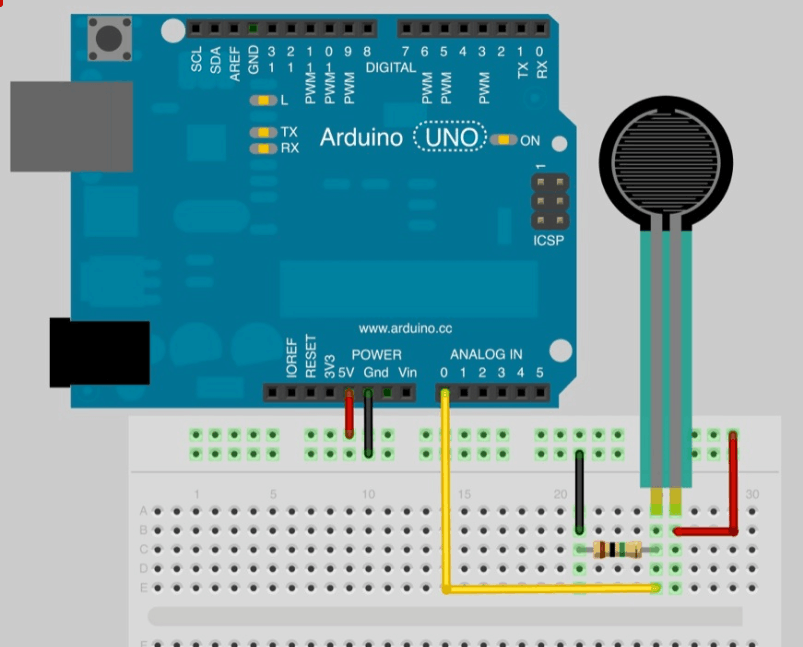 SCL SDA AREF GND 13 12 PWM 11 PWM 10 PWM 9 8 7 PWM 6 PWM 5 4 PWM 3 2 TX 1 RX 0
DIGITAL
L
TX
RX
Arduino UNO
ON
1
ICSP
www.arduino.cc
POWER ANALOG IN
IOREF RESET 3V3 5V Gnd Vin 0 1 2 3 4 5
1 5 10 15 20 30
A
B
C
D
E